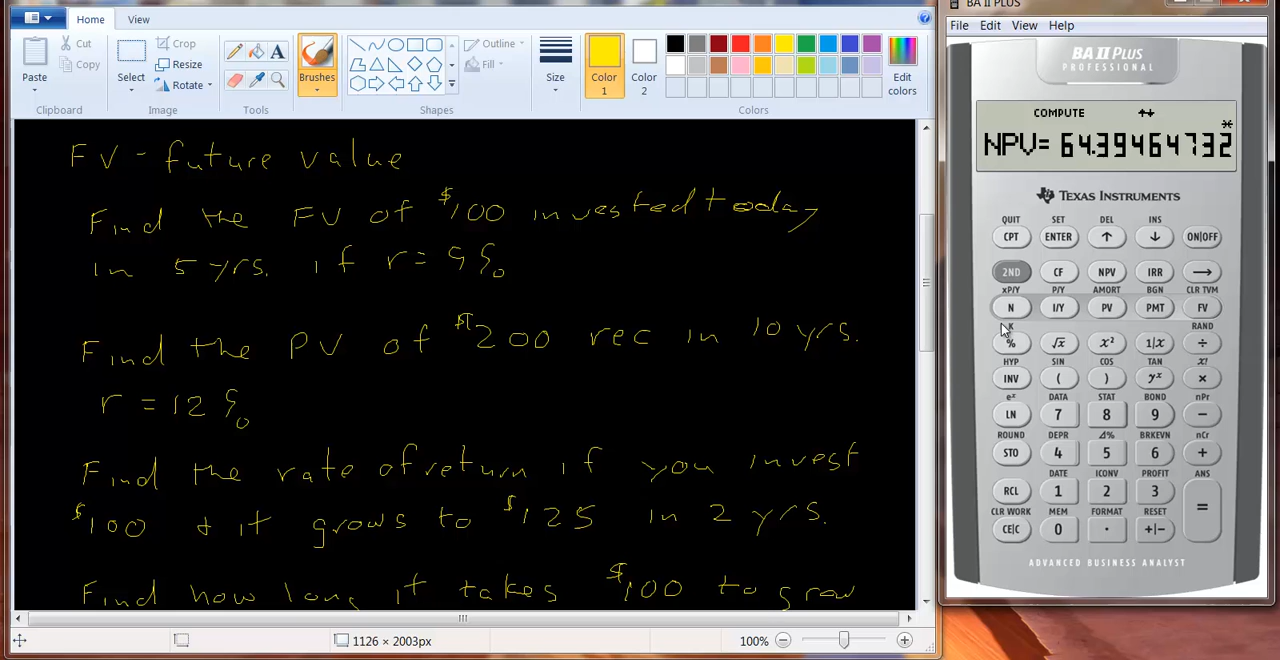 BA II PLUS
Home
View
File
Edit
View
Help
Cut
Copy
Paste
Clipboard
Crop
Resize
Rotate
Select
Image
Tools
Brushes
Outline
Fill
Shapes
Size
Color
1
Color
2
Edit
colors
Colors
FV - future value
Find the FV of $100 invested today
in 5 yrs. if r = 9%
Find the PV of $200 rec in 10 yrs.
r = 12%
Find the rate of return if you invest
$100 & it grows to $125 in 2 yrs.
Find how long it takes $100 to grow
1126 × 2003px
100%
BA II PLUS
PROFESSIONAL
COMPUTE
NPV= 64.39464732
TEXAS INSTRUMENTS
QUIT SET DEL INS
CPT ENTER ↑ ↓ ON|OFF
2ND CF NPV IRR →
xP/Y P/Y AMORT BGN CLR TVM
N I/Y PV PMT FV
K RAND
% √x x² 1|x ÷
HYP SIN COS TAN x!
INV ( ) yˣ ×
eˣ DATA STAT BOND nPr
LN 7 8 9 −
ROUND DEPR Δ% BRKEVN nCr
STO 4 5 6 +
DATE ICONV PROFIT ANS
RCL 1 2 3 =
CLR WORK MEM FORMAT RESET
CE|C 0 . +|−
ADVANCED BUSINESS ANALYST